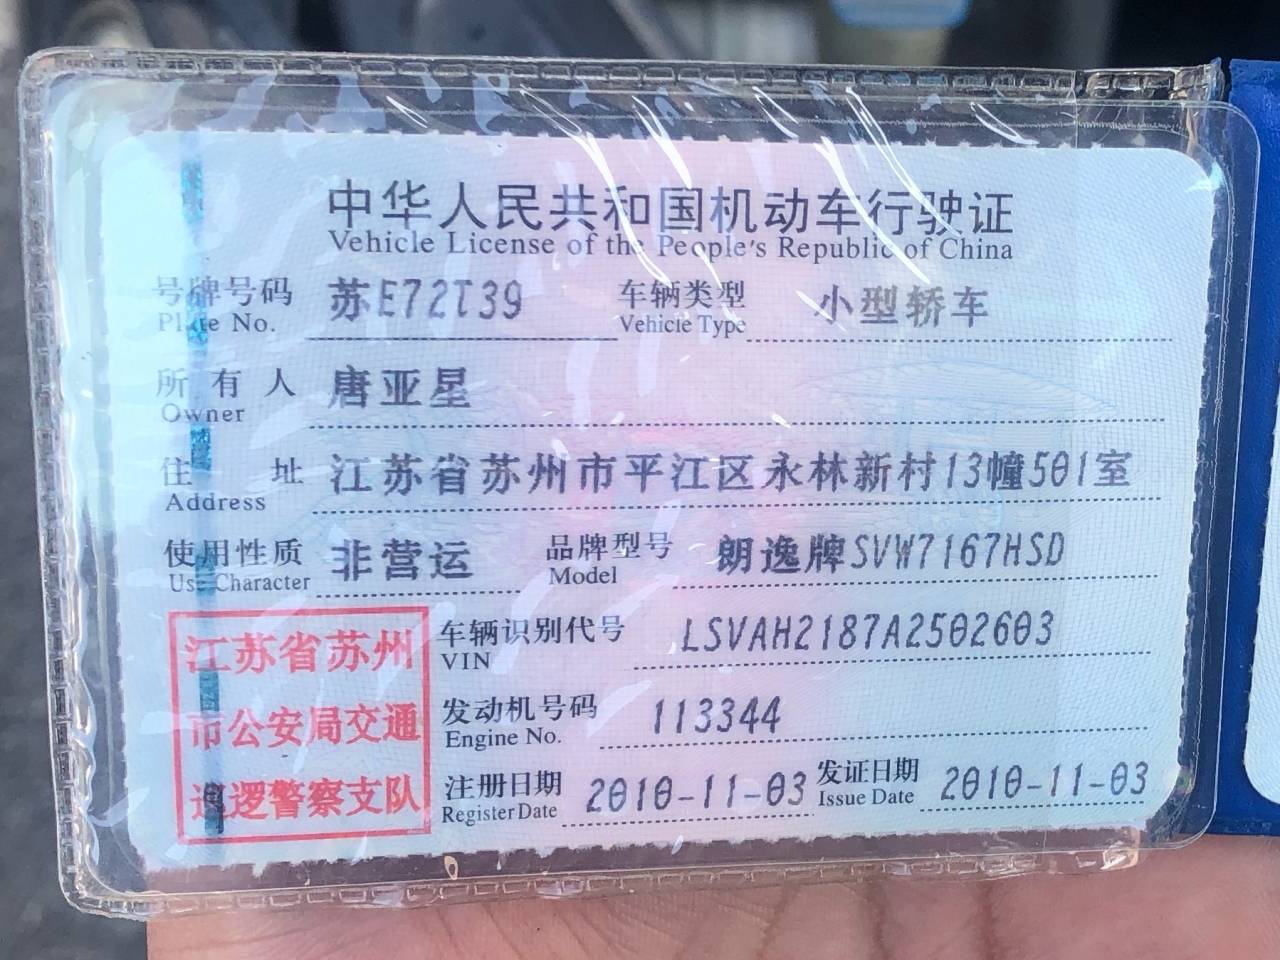 中华人民共和国机动车行驶证
Vehicle License of the People's Republic of China
号牌号码 苏E72T39 车辆类型 小型轿车
Plate No. Vehicle Type
所有人 唐亚星
Owner
住址 江苏省苏州市平江区永林新村13幢501室
Address
使用性质 非营运 品牌型号 朗逸牌SVW7167HSD
Use Character Model
江苏省苏州
市公安局交通
巡逻警察支队
车辆识别代号 LSVAH2187A2502603
VIN
发动机号码 113344
Engine No.
注册日期 2010-11-03 发证日期 2010-11-03
Register Date Issue Date